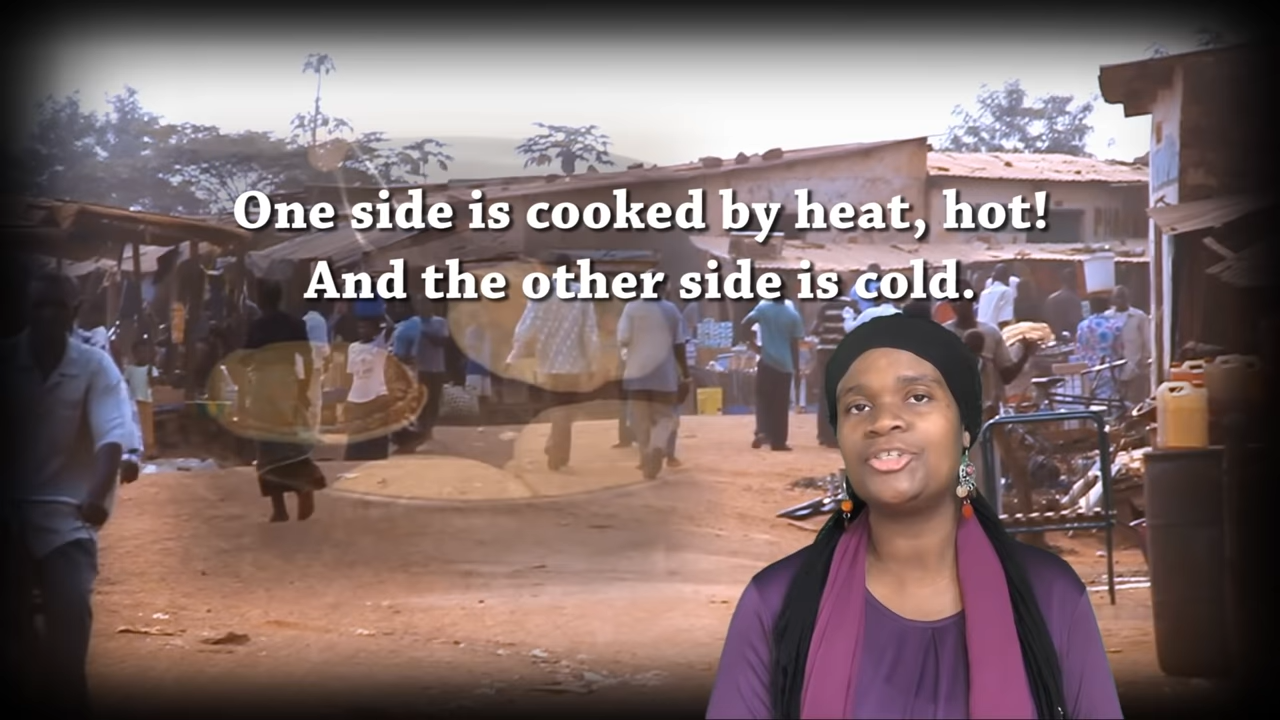 One side is cooked by heat, hot!
And the other side is cold.